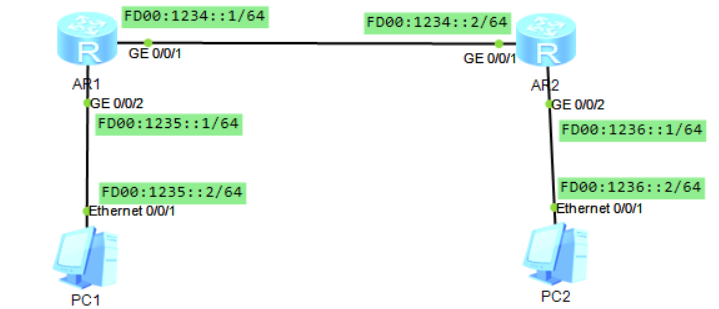 FD00:1234::1/64
FD00:1234::2/64
R
GE 0/0/1
GE 0/0/1
R
AR1
AR2
GE 0/0/2
GE 0/0/2
FD00:1235::1/64
FD00:1236::1/64
FD00:1235::2/64
FD00:1236::2/64
Ethernet 0/0/1
Ethernet 0/0/1
PC1
PC2